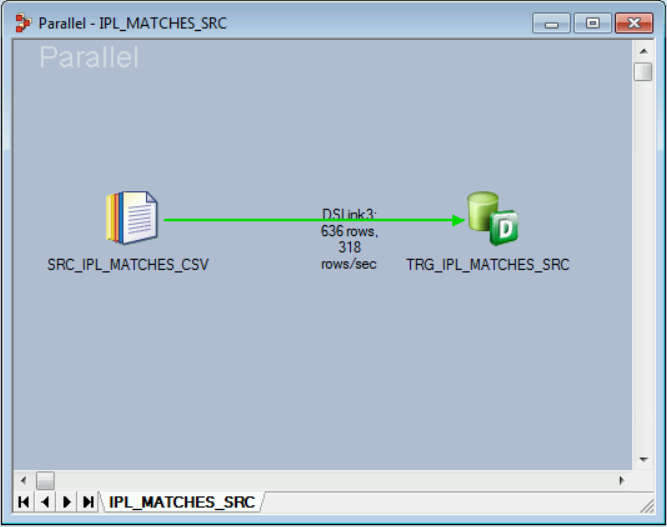 Parallel - IPL_MATCHES_SRC
Parallel
DSLink3:
636 rows,
318
rows/sec
SRC_IPL_MATCHES_CSV
TRG_IPL_MATCHES_SRC
D
IPL_MATCHES_SRC